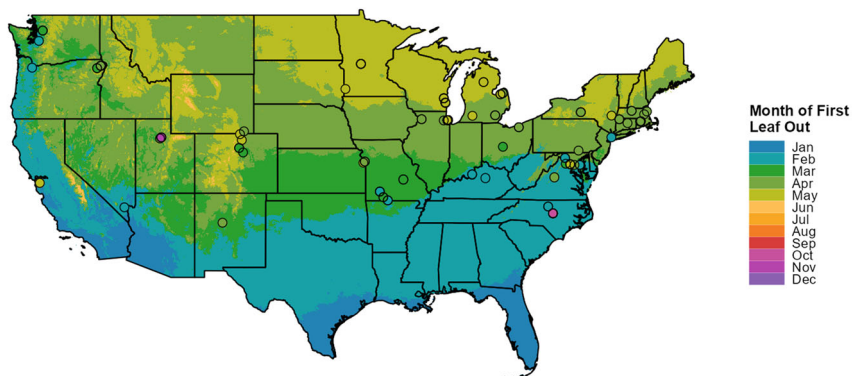 Month of First
Leaf Out
Jan
Feb
Mar
Apr
May
Jun
Jul
Aug
Sep
Oct
Nov
Dec